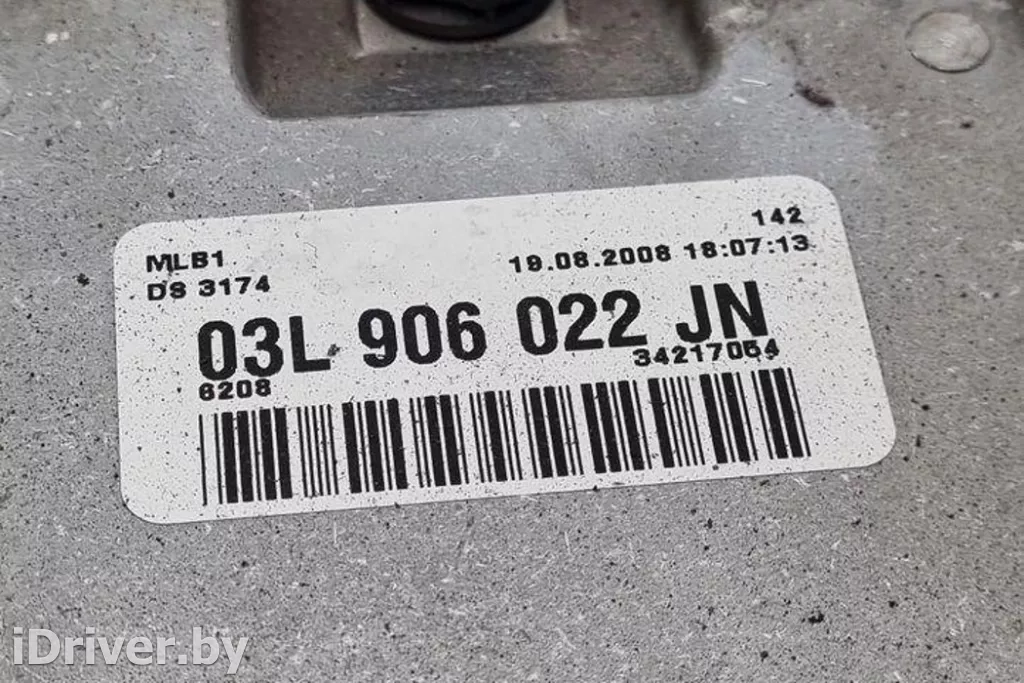 142
MLB1 19.08.2008 18:07:13
DS 3174
03L 906 022 JN
6208 34217054
iDriver.by